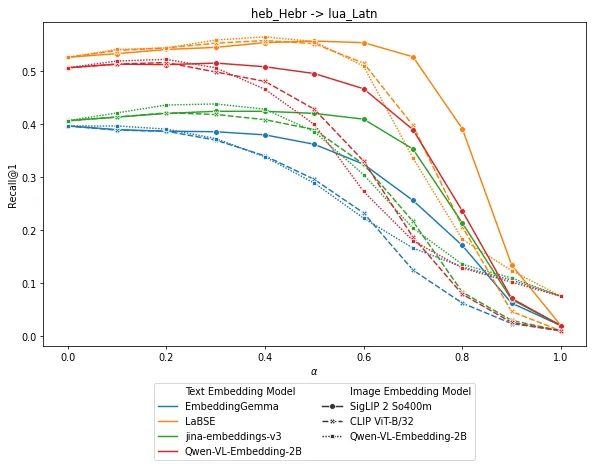 heb_Hebr -> lua_Latn
Recall@1
0.5
0.4
0.3
0.2
0.1
0.0
0.0 0.2 0.4 0.6 0.8 1.0
α
Text Embedding Model Image Embedding Model
EmbeddingGemma SigLIP 2 So400m
LaBSE CLIP ViT-B/32
jina-embeddings-v3 Qwen-VL-Embedding-2B
Qwen-VL-Embedding-2B